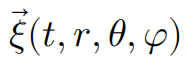 $\vec{\xi}(t, r, \theta, \varphi)$